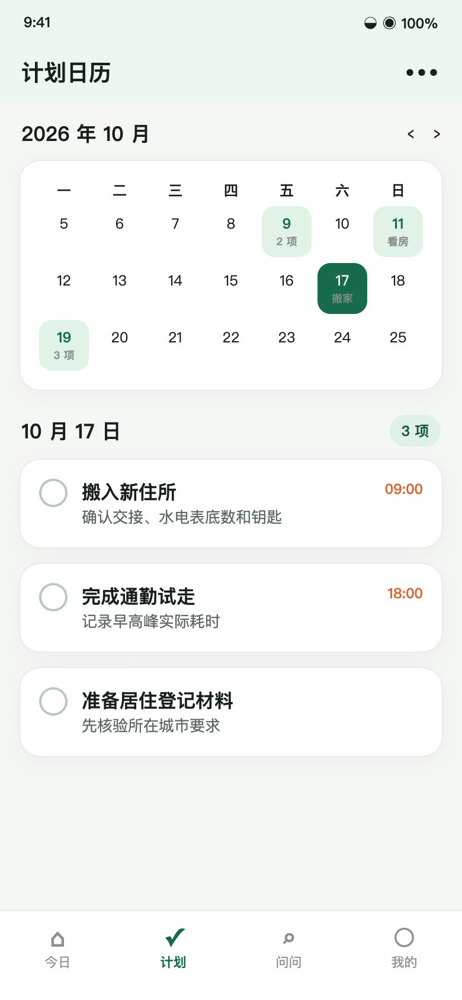 9:41 100%
计划日历
2026 年 10 月 < >
一 二 三 四 五 六 日
5 6 7 8 9 10 11
2 项 看房
12 13 14 15 16 17 18
搬家
19 20 21 22 23 24 25
3 项
10 月 17 日 3 项
搬入新住所 09:00
确认交接、水电表底数和钥匙
完成通勤试走 18:00
记录早高峰实际耗时
准备居住登记材料
先核验所在城市要求
今日 计划 问问 我的